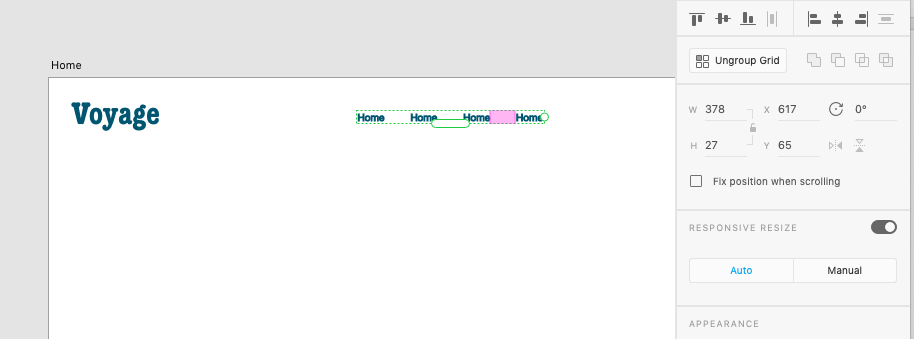 Home
Voyage
Home Home Home Home
Ungroup Grid
W 378 X 617 0°
H 27 Y 65
Fix position when scrolling
RESPONSIVE RESIZE
Auto Manual
APPEARANCE